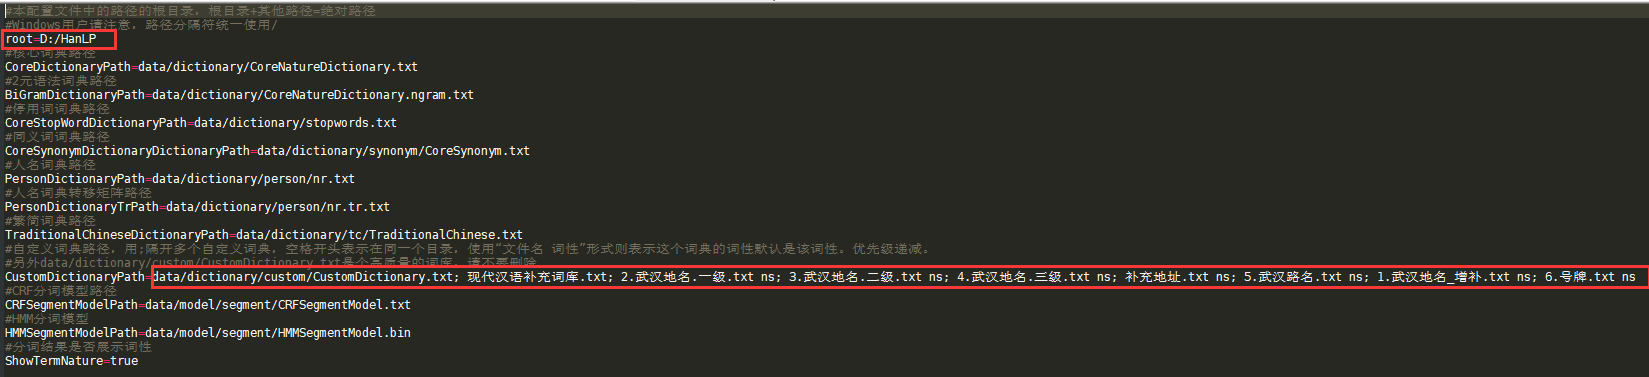 #本配置文件中的路径的根目录，根目录+其他路径=绝对路径
#Windows用户请注意，路径分隔符统一使用/
root=D:/HanLP
#核心词典路径
CoreDictionaryPath=data/dictionary/CoreNatureDictionary.txt
#2元语法词典路径
BiGramDictionaryPath=data/dictionary/CoreNatureDictionary.ngram.txt
#停用词词典路径
CoreStopWordDictionaryPath=data/dictionary/stopwords.txt
#同义词词典路径
CoreSynonymDictionaryDictionaryPath=data/dictionary/synonym/CoreSynonym.txt
#人名词典路径
PersonDictionaryPath=data/dictionary/person/nr.txt
#人名词典转移矩阵路径
PersonDictionaryTrPath=data/dictionary/person/nr.tr.txt
#繁简词典路径
TraditionalChineseDictionaryPath=data/dictionary/tc/TraditionalChinese.txt
#自定义词典路径，用;隔开多个自定义词典，空格开头表示在同一个目录，使用“文件名 词性”形式则表示这个词典的词性默认是该词性。优先级递减。
#另外data/dictionary/custom/CustomDictionary.txt是个高质量的词库，请不要删除
CustomDictionaryPath=data/dictionary/custom/CustomDictionary.txt; 现代汉语补充词库.txt; 2.武汉地名.一级.txt ns; 3.武汉地名.二级.txt ns; 4.武汉地名.三级.txt ns; 补充地址.txt ns; 5.武汉路名.txt ns; 1.武汉地名_增补.txt ns; 6.号牌.txt ns
#CRF分词模型路径
CRFSegmentModelPath=data/model/segment/CRFSegmentModel.txt
#HMM分词模型
HMMSegmentModelPath=data/model/segment/HMMSegmentModel.bin
#分词结果是否展示词性
ShowTermNature=true